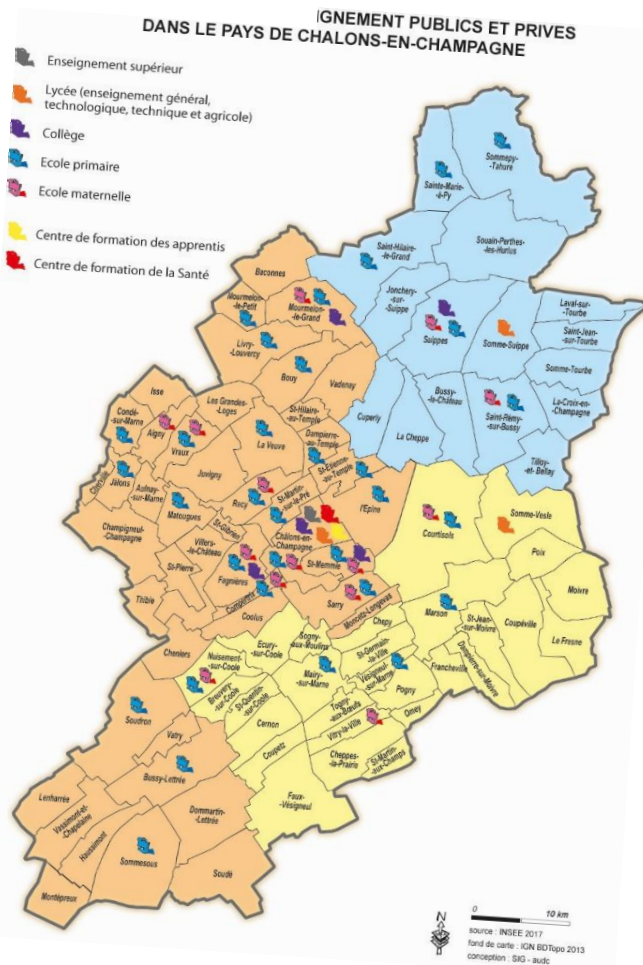 IGNEMENT PUBLICS ET PRIVES
DANS LE PAYS DE CHALONS-EN-CHAMPAGNE
Enseignement supérieur
Lycée (enseignement général,
technologique, technique et agricole)
Collège
Ecole primaire
Ecole maternelle
Centre de formation des apprentis
Centre de formation de la Santé
Sommepy-
Tahure
Sainte-Marie-
à-Py
Saint-Hilaire
-le-Grand
Souain-Perthes
-les-Hurlus
Baconnes
Mourmelon
-le-Petit
Mourmelon-
le-Grand
Jonchery
-sur
-Suippe
Suippes
Somme-Suippe
Laval-sur
-Tourbe
Saint-Jean
-sur-Tourbe
Somme-Tourbe
Livry
-Louvercy
Bouy
Vadenay
Cuperly
La Cheppe
Bussy
-le-Château
Saint-Rémy
-sur-Bussy
La-Croix-en
-Champagne
Tilloy
-et- Bellay
Isse
Les Grandes-
Loges
Condé-
sur-Marne
Aigny
Vraux
La Veuve
St-Hilaire
-au-Temple
Dampierre
-au-Temple
St-Etienne
-au-Temple
Cherville
Jâlons
Aulnay-
sur-Marne
Juvigny
Recy
St-Martin
-sur-le-Pré
l'Epine
Matougues
Champigneul
-Champagne
Villers-
le-Château
St-Gibrien
Châlons-en
-Champagne
St-Memmie
Courtisols
Somme-Vesle
Poix
St-Pierre
Fagnières
Compertrix
Thibie
Coolus
Sarry
Moncetz-Longevas
Marson
St-Jean
-sur-Moivre
Coupéville
Moivre
Le Fresne
Cheniers
Nuisement
-sur-Coole
Ecury
-sur-Coole
Sogny
-aux-Moulins
Chepy
St-Germain
-la-Ville
Mairy
-sur-Marne
Vésigneul
-sur-Marne
Pogny
Francheville
Dampierre-sur-Moivre
Breuvery
-sur-Coole
St-Quentin
-sur-Coole
Togny
-aux-Bœufs
Omey
Vitry-la-Ville
Soudron
Vatry
Cernon
Coupetz
Cheppes
-la-Prairie
St-Martin
-aux-Champs
Bussy-Lettrée
Faux-
Vésigneul
Lenharrée
Vassimont-et
-Chapelaine
Haussimont
Dommartin
-Lettrée
Sommesous
Soudé
Montépreux
N
0 10 km
source : INSEE 2017
fond de carte : IGN BDTopo 2013
conception : SIG - audc